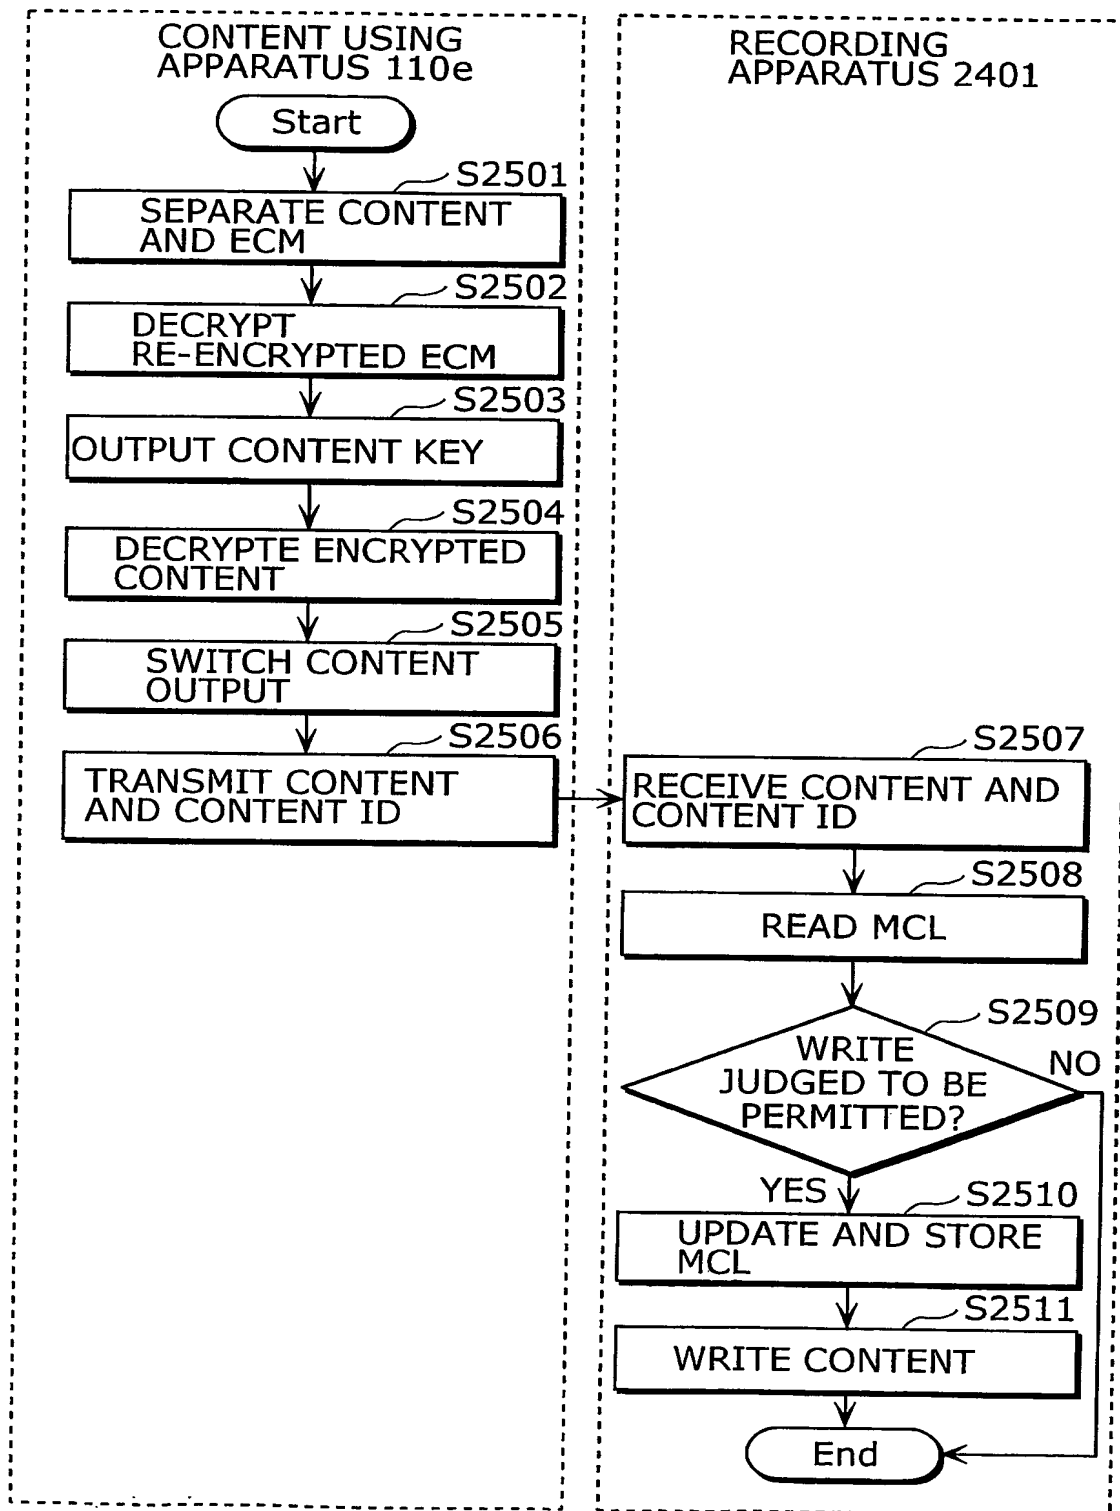 CONTENT USING
APPARATUS 110e
Start
S2501
SEPARATE CONTENT
AND ECM
S2502
DECRYPT
RE-ENCRYPTED ECM
S2503
OUTPUT CONTENT KEY
S2504
DECRYPTE ENCRYPTED
CONTENT
S2505
SWITCH CONTENT
OUTPUT
S2506
TRANSMIT CONTENT
AND CONTENT ID
RECORDING
APPARATUS 2401
S2507
RECEIVE CONTENT AND
CONTENT ID
S2508
READ MCL
S2509
WRITE
JUDGED TO BE
PERMITTED?
NO
YES
S2510
UPDATE AND STORE
MCL
S2511
WRITE CONTENT
End